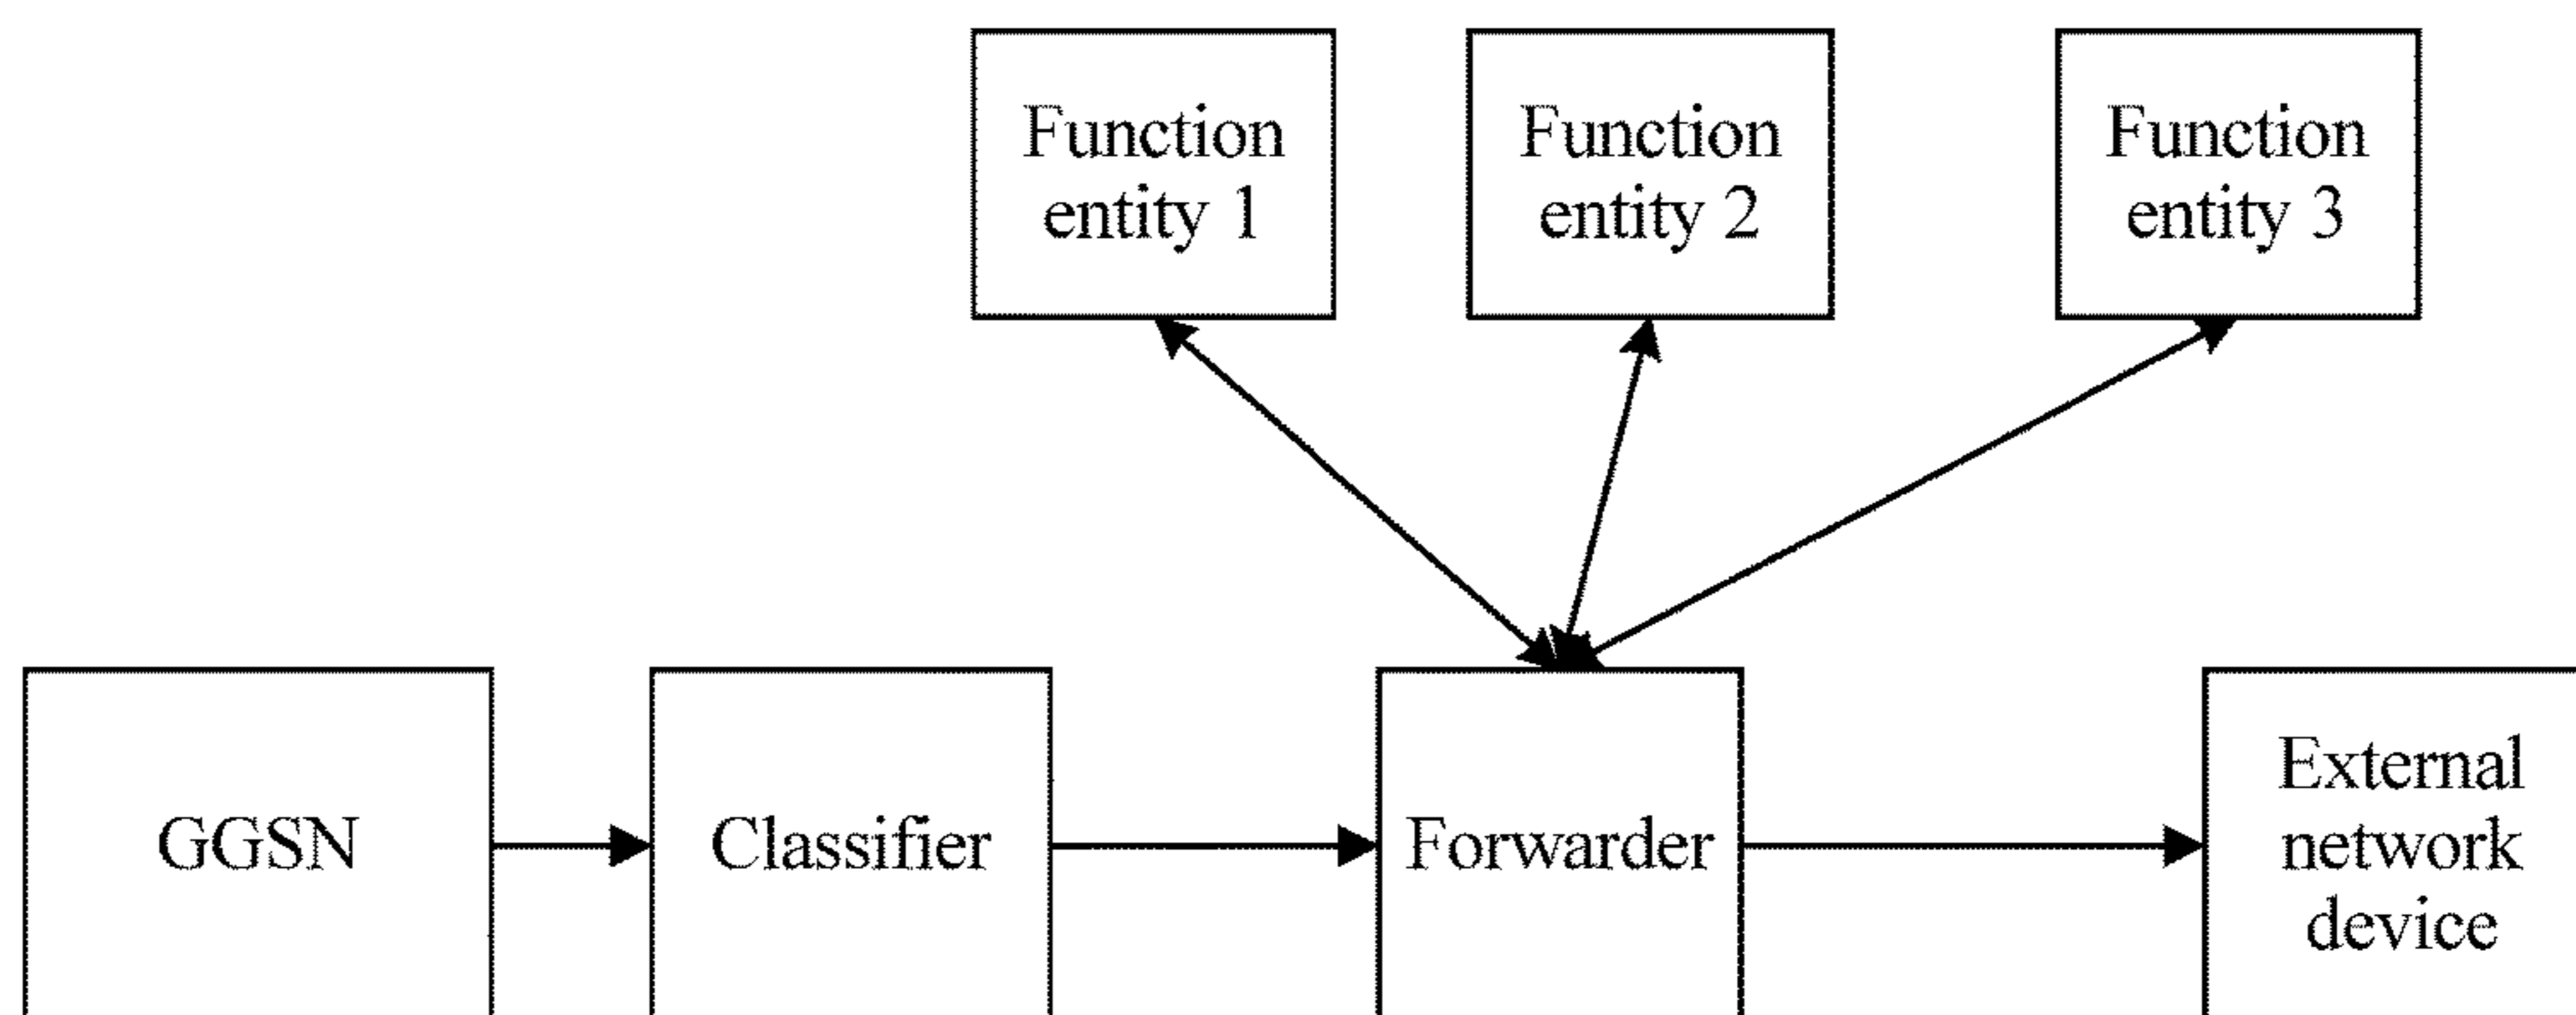 Function
entity 1
Function
entity 2
Function
entity 3
GGSN
Classifier
Forwarder
External
network
device